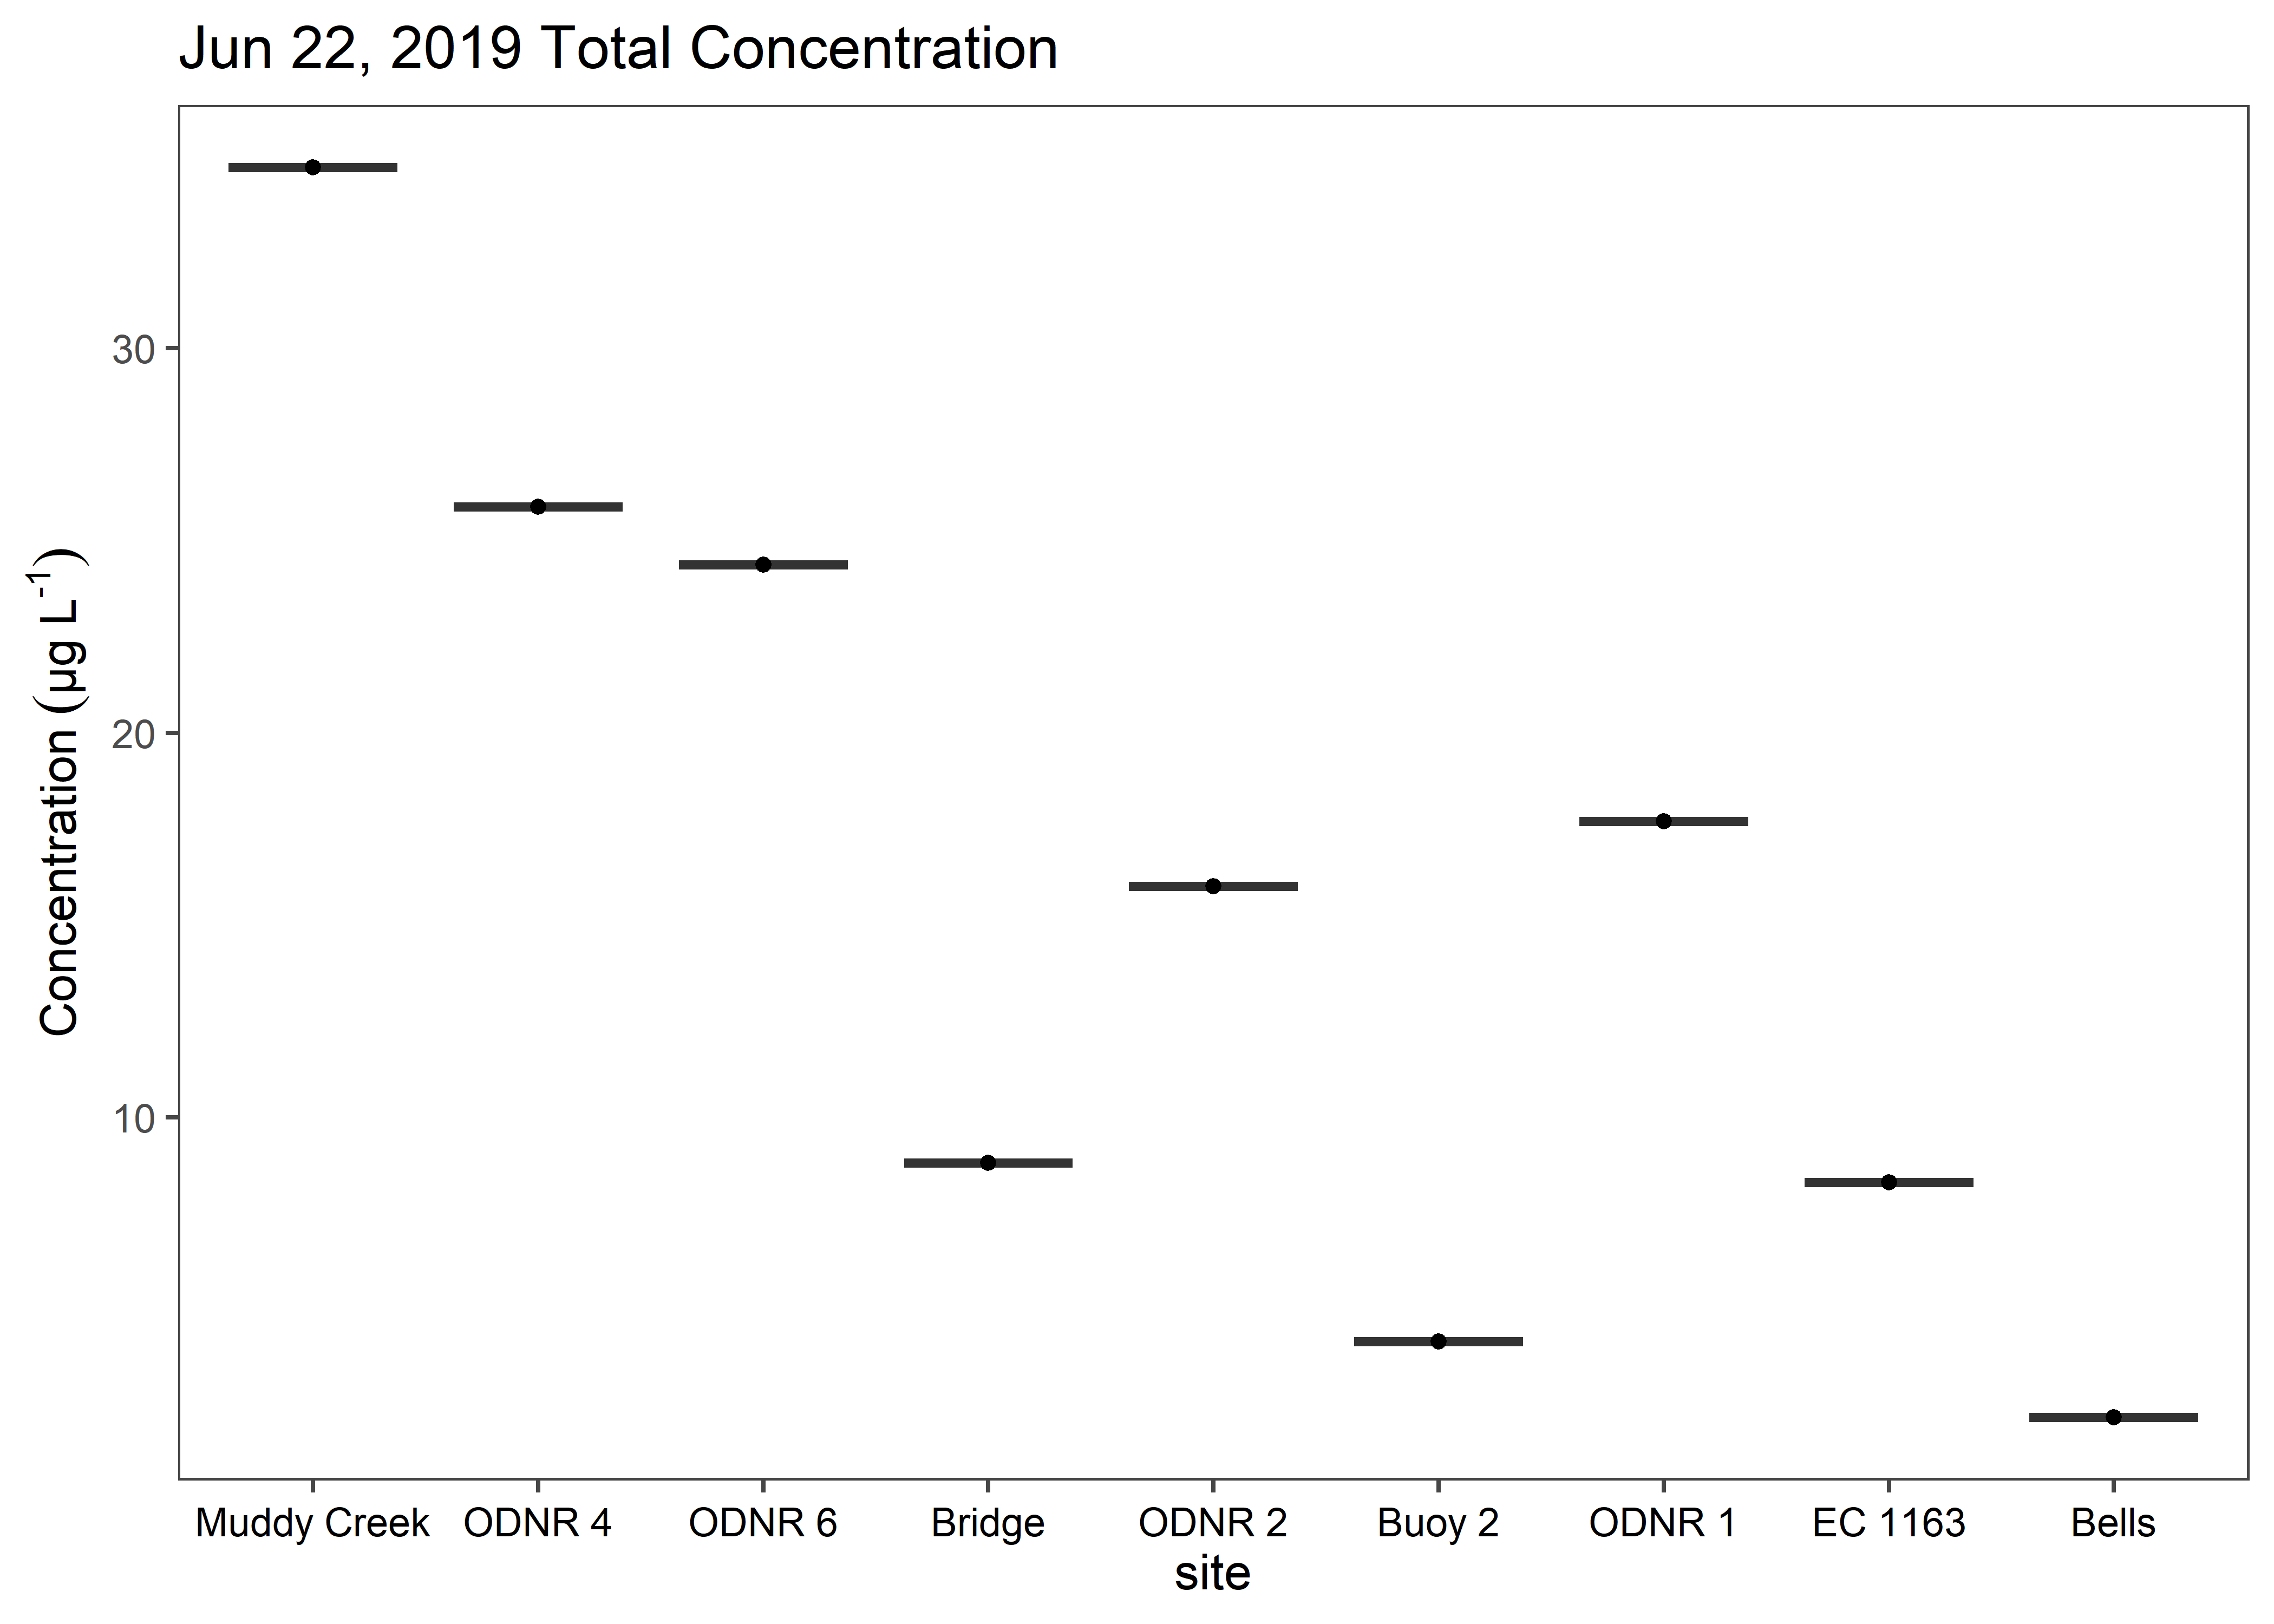 Jun 22, 2019 Total Concentration
Concentration (µg L⁻¹)
30
20
10
Muddy Creek ODNR 4 ODNR 6 Bridge ODNR 2 Buoy 2 ODNR 1 EC 1163 Bells
site